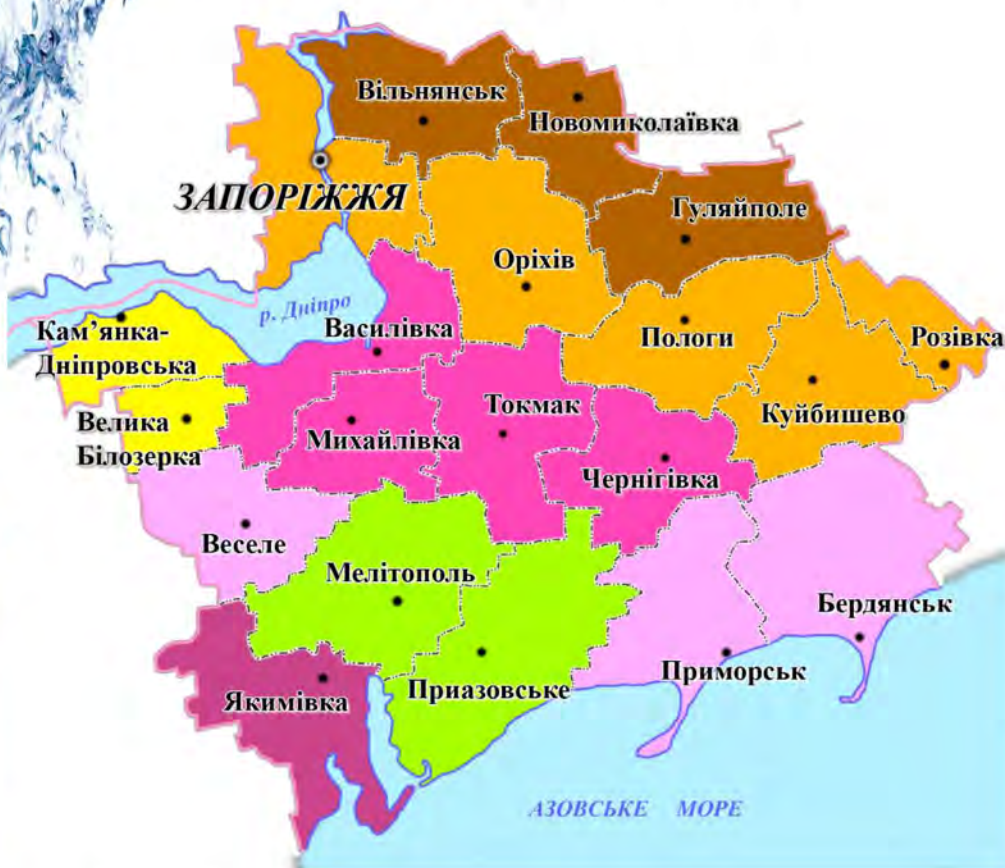 Вільнянськ
Новомиколаївка
ЗАПОРІЖЖЯ
Гуляйполе
Оріхів
р. Дніпро
Василівка
Кам’янка-
Дніпровська
Пологи
Розівка
Велика
Білозерка
Токмак
Куйбишево
Михайлівка
Чернігівка
Веселе
Мелітополь
Бердянськ
Приморськ
Приазовське
Якимівка
АЗОВСЬКЕ МОРЕ